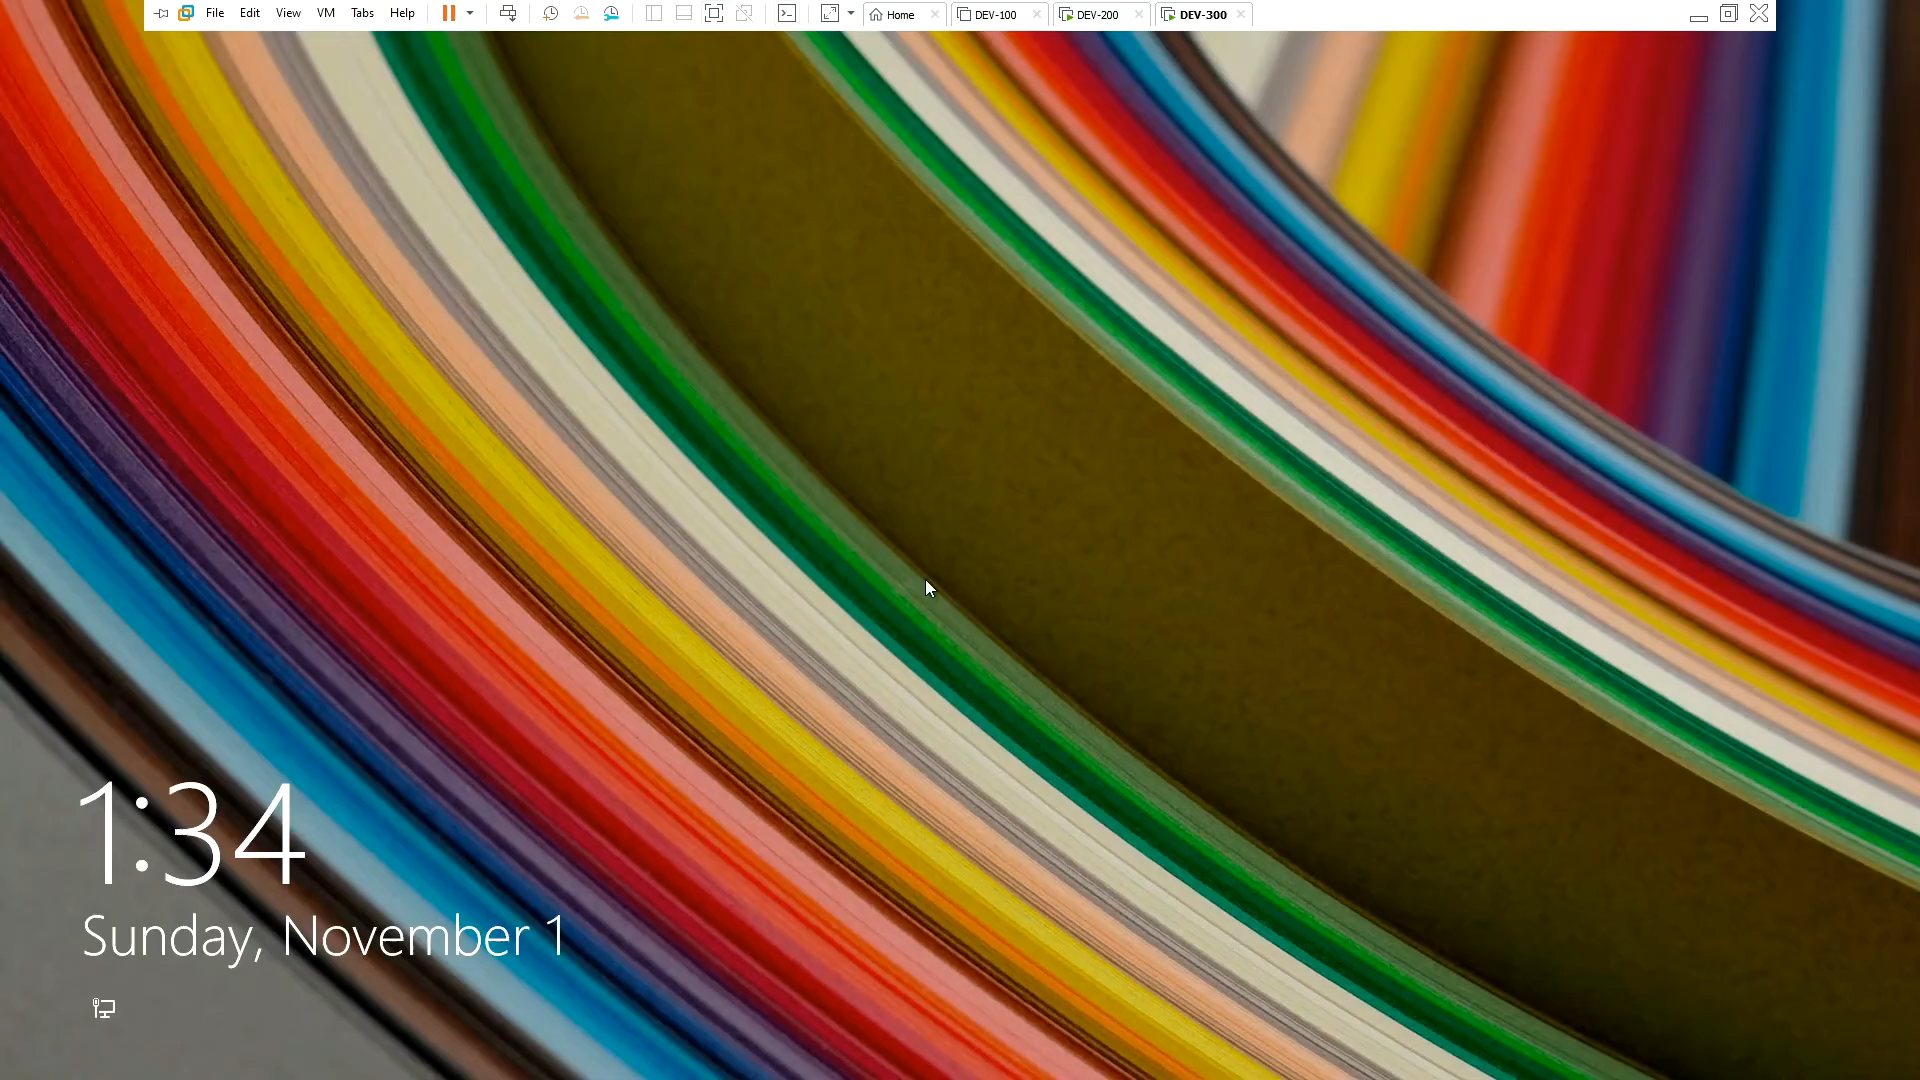 File Edit View VM Tabs Help Home DEV-100 DEV-200 DEV-300
1:34
Sunday, November 1